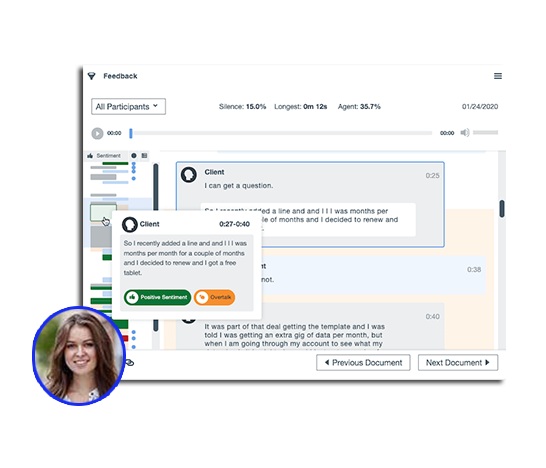 Feedback
All Participants
Silence: 15.0% Longest: 0m 12s Agent: 35.7% 01/24/2020
00:00 00:00
Sentiment
Client 0:25
I can get a question.
So I recently added a line and and I I I was months per
ple of months and I decided to renew and
Client 0:27-0:40
So I recently added a line and and I I I was
months per month for a couple of months
and I decided to renew and I got a free
tablet.
Positive Sentiment Overtalk
nt 0:38
not.
0:40
It was part of that deal getting the template and I was
told I was getting an extra gig of data per month, but
when I am going through my account to see what my
Previous Document Next Document